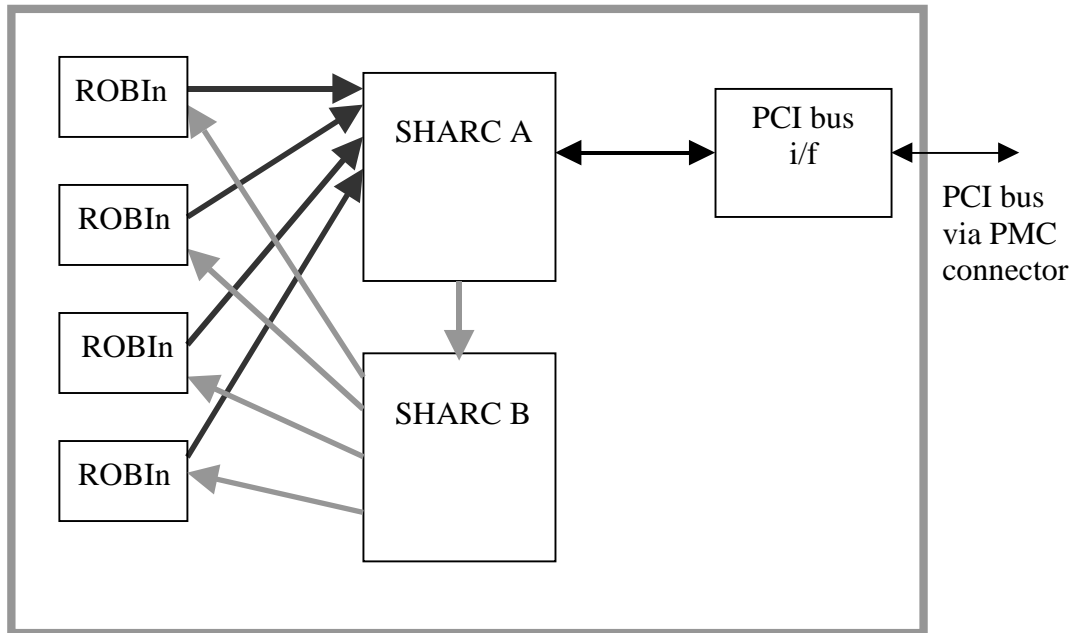 ROBIn
ROBIn
ROBIn
ROBIn
SHARC A
SHARC B
PCI bus
i/f
PCI bus
via PMC
connector